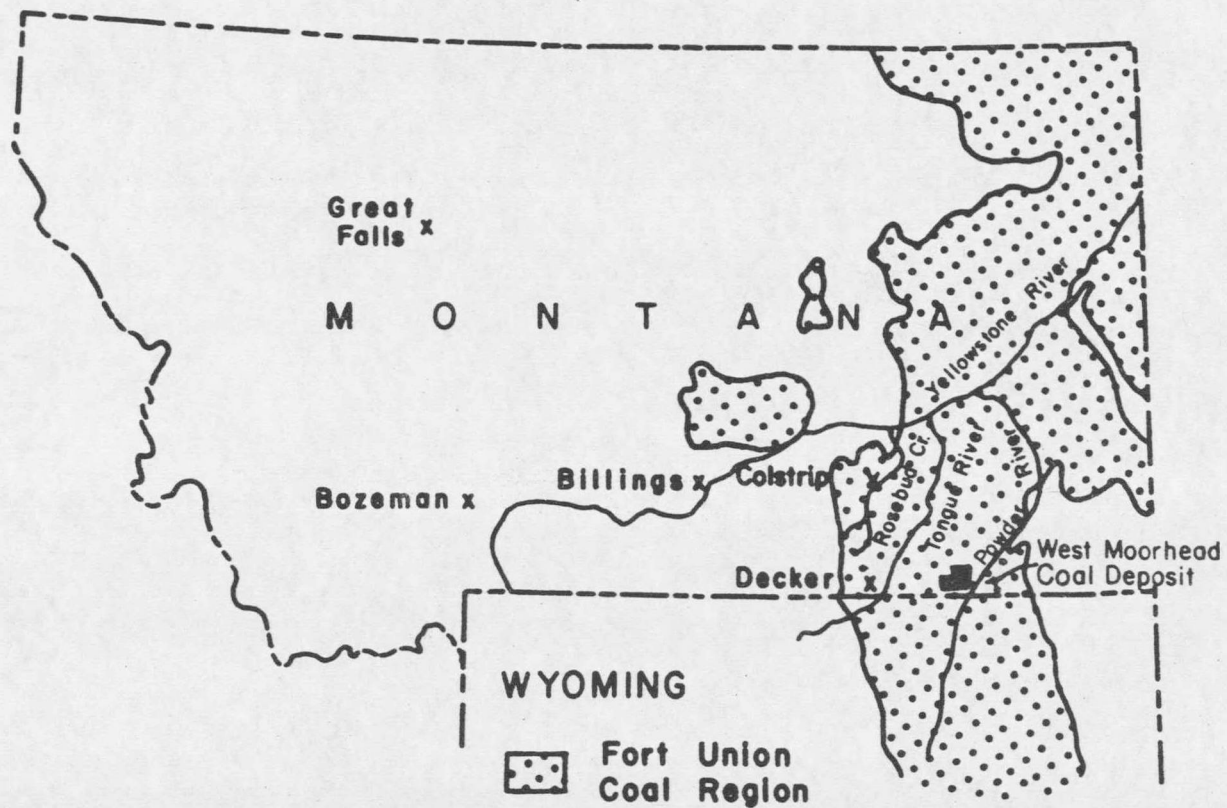 Great
Falls x
M O N T A N A
Yellowstone River
Billings x
Colstrip x
Bozeman x
Rosebud Ct.
Tongue River
Powder River
West Moorhead
Coal Deposit
Decker x
WYOMING
Fort Union
Coal Region